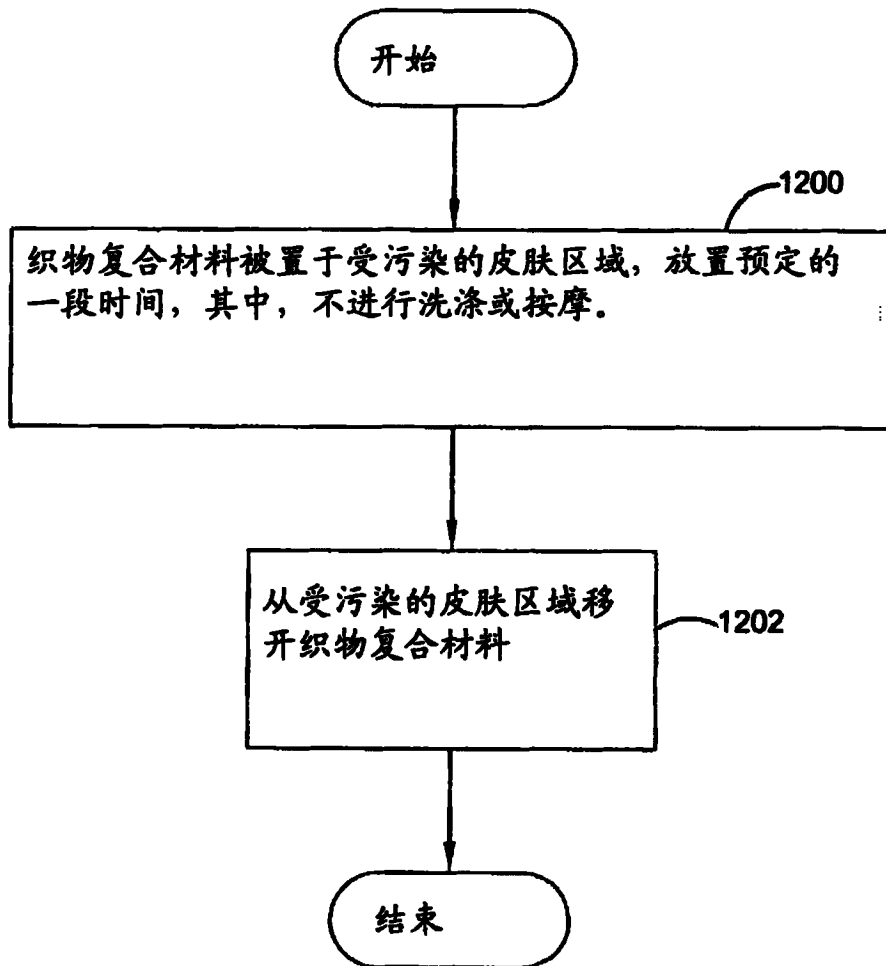 开始
1200
织物复合材料被置于受污染的皮肤区域，放置预定的
一段时间，其中，不进行洗涤或按摩。
从受污染的皮肤区域移
开织物复合材料
1202
结束